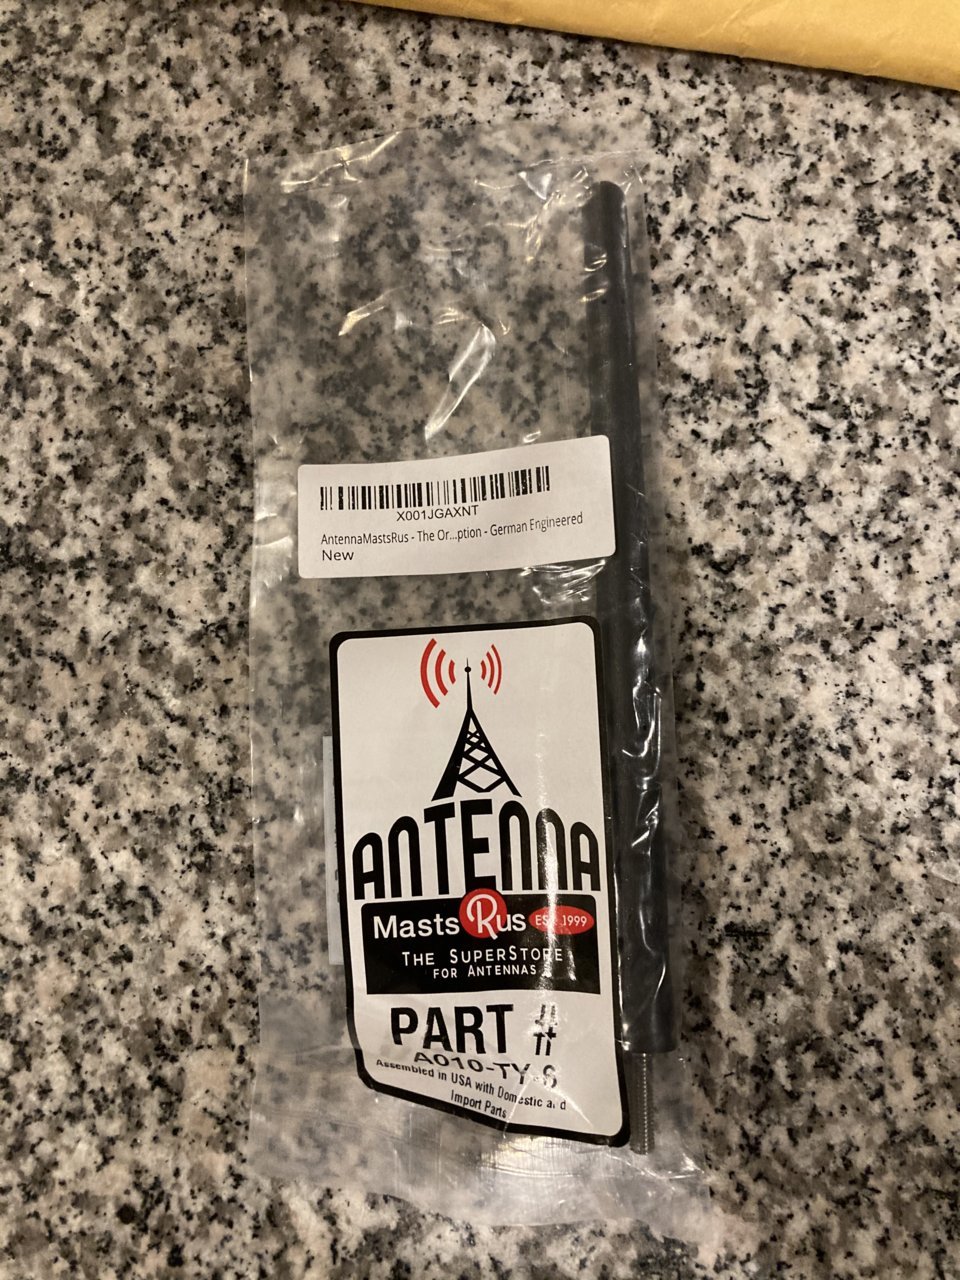 X001JGAXNT
AntennaMastsRus - The Or...ption - German Engineered
New
ANTENNA
Masts Rus EST. 1999
THE SUPERSTORE
FOR ANTENNAS
PART #
A010-TY-8
Assembled in USA with Domestic and
Import Parts